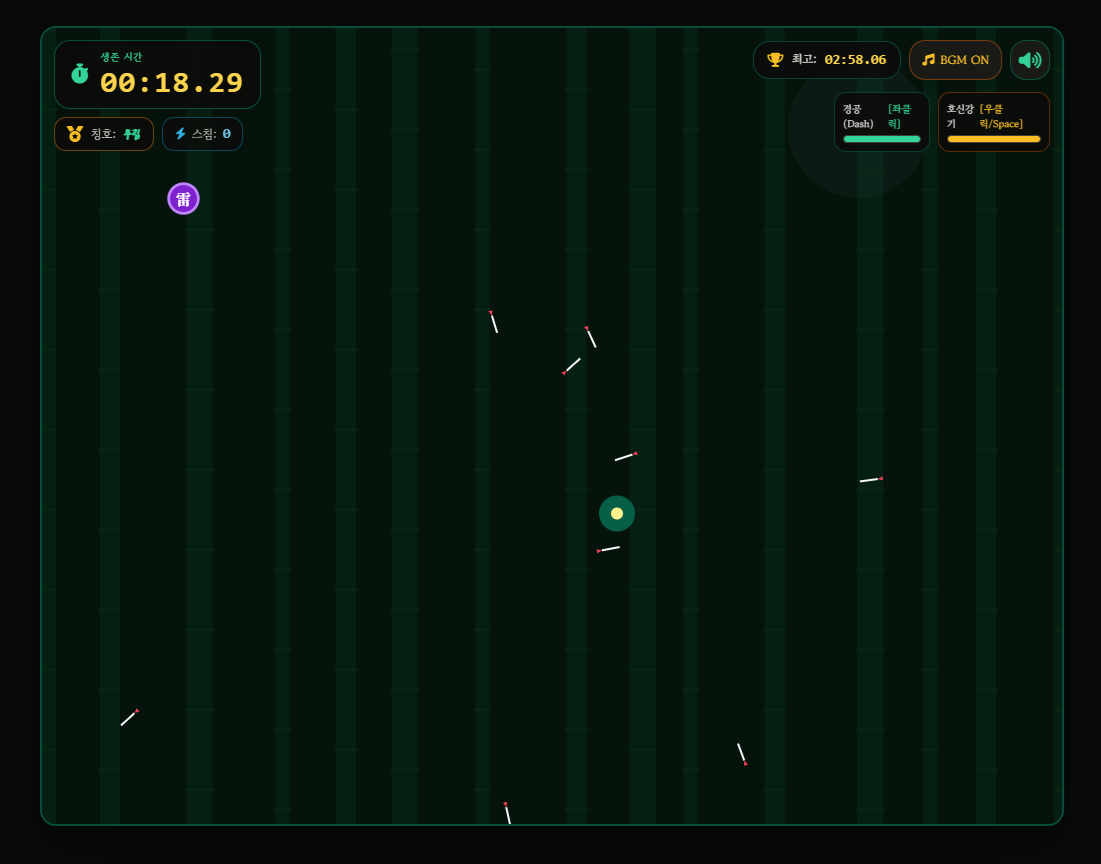 생존 시간
00:18.29
최고: 02:58.06
BGM ON
칭호:
스침: 0
경공 (Dash) [좌클릭]
호신강기 [우클릭/Space]
雷